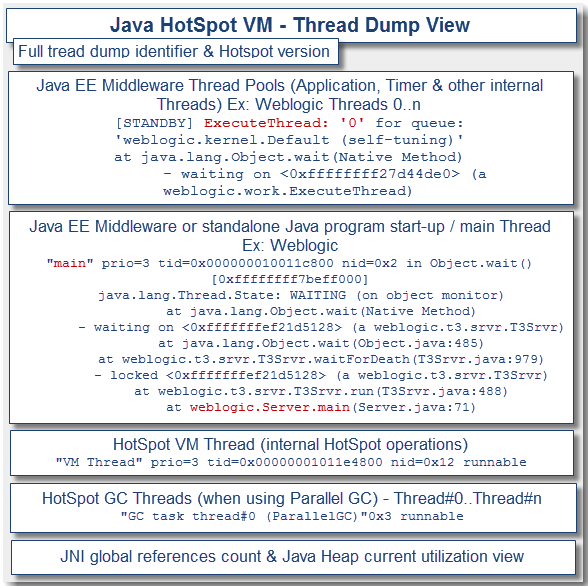 Java HotSpot VM - Thread Dump View
Full tread dump identifier & Hotspot version
Java EE Middleware Thread Pools (Application, Timer & other internal
Threads) Ex: Weblogic Threads 0..n
[STANDBY] ExecuteThread: '0' for queue:
'weblogic.kernel.Default (self-tuning)'
at java.lang.Object.wait(Native Method)
- waiting on <0xffffffff27d44de0> (a
weblogic.work.ExecuteThread)
Java EE Middleware or standalone Java program start-up / main Thread
Ex: Weblogic
"main" prio=3 tid=0x000000010011c800 nid=0x2 in Object.wait()
[0xffffffff7beff000]
java.lang.Thread.State: WAITING (on object monitor)
at java.lang.Object.wait(Native Method)
- waiting on <0xfffffffef21d5128> (a weblogic.t3.srvr.T3Srvr)
at java.lang.Object.wait(Object.java:485)
at weblogic.t3.srvr.T3Srvr.waitForDeath(T3Srvr.java:979)
- locked <0xfffffffef21d5128> (a weblogic.t3.srvr.T3Srvr)
at weblogic.t3.srvr.T3Srvr.run(T3Srvr.java:488)
at weblogic.Server.main(Server.java:71)
HotSpot VM Thread (internal HotSpot operations)
"VM Thread" prio=3 tid=0x00000001011e4800 nid=0x12 runnable
HotSpot GC Threads (when using Parallel GC) - Thread#0..Thread#n
"GC task thread#0 (ParallelGC)"0x3 runnable
JNI global references count & Java Heap current utilization view